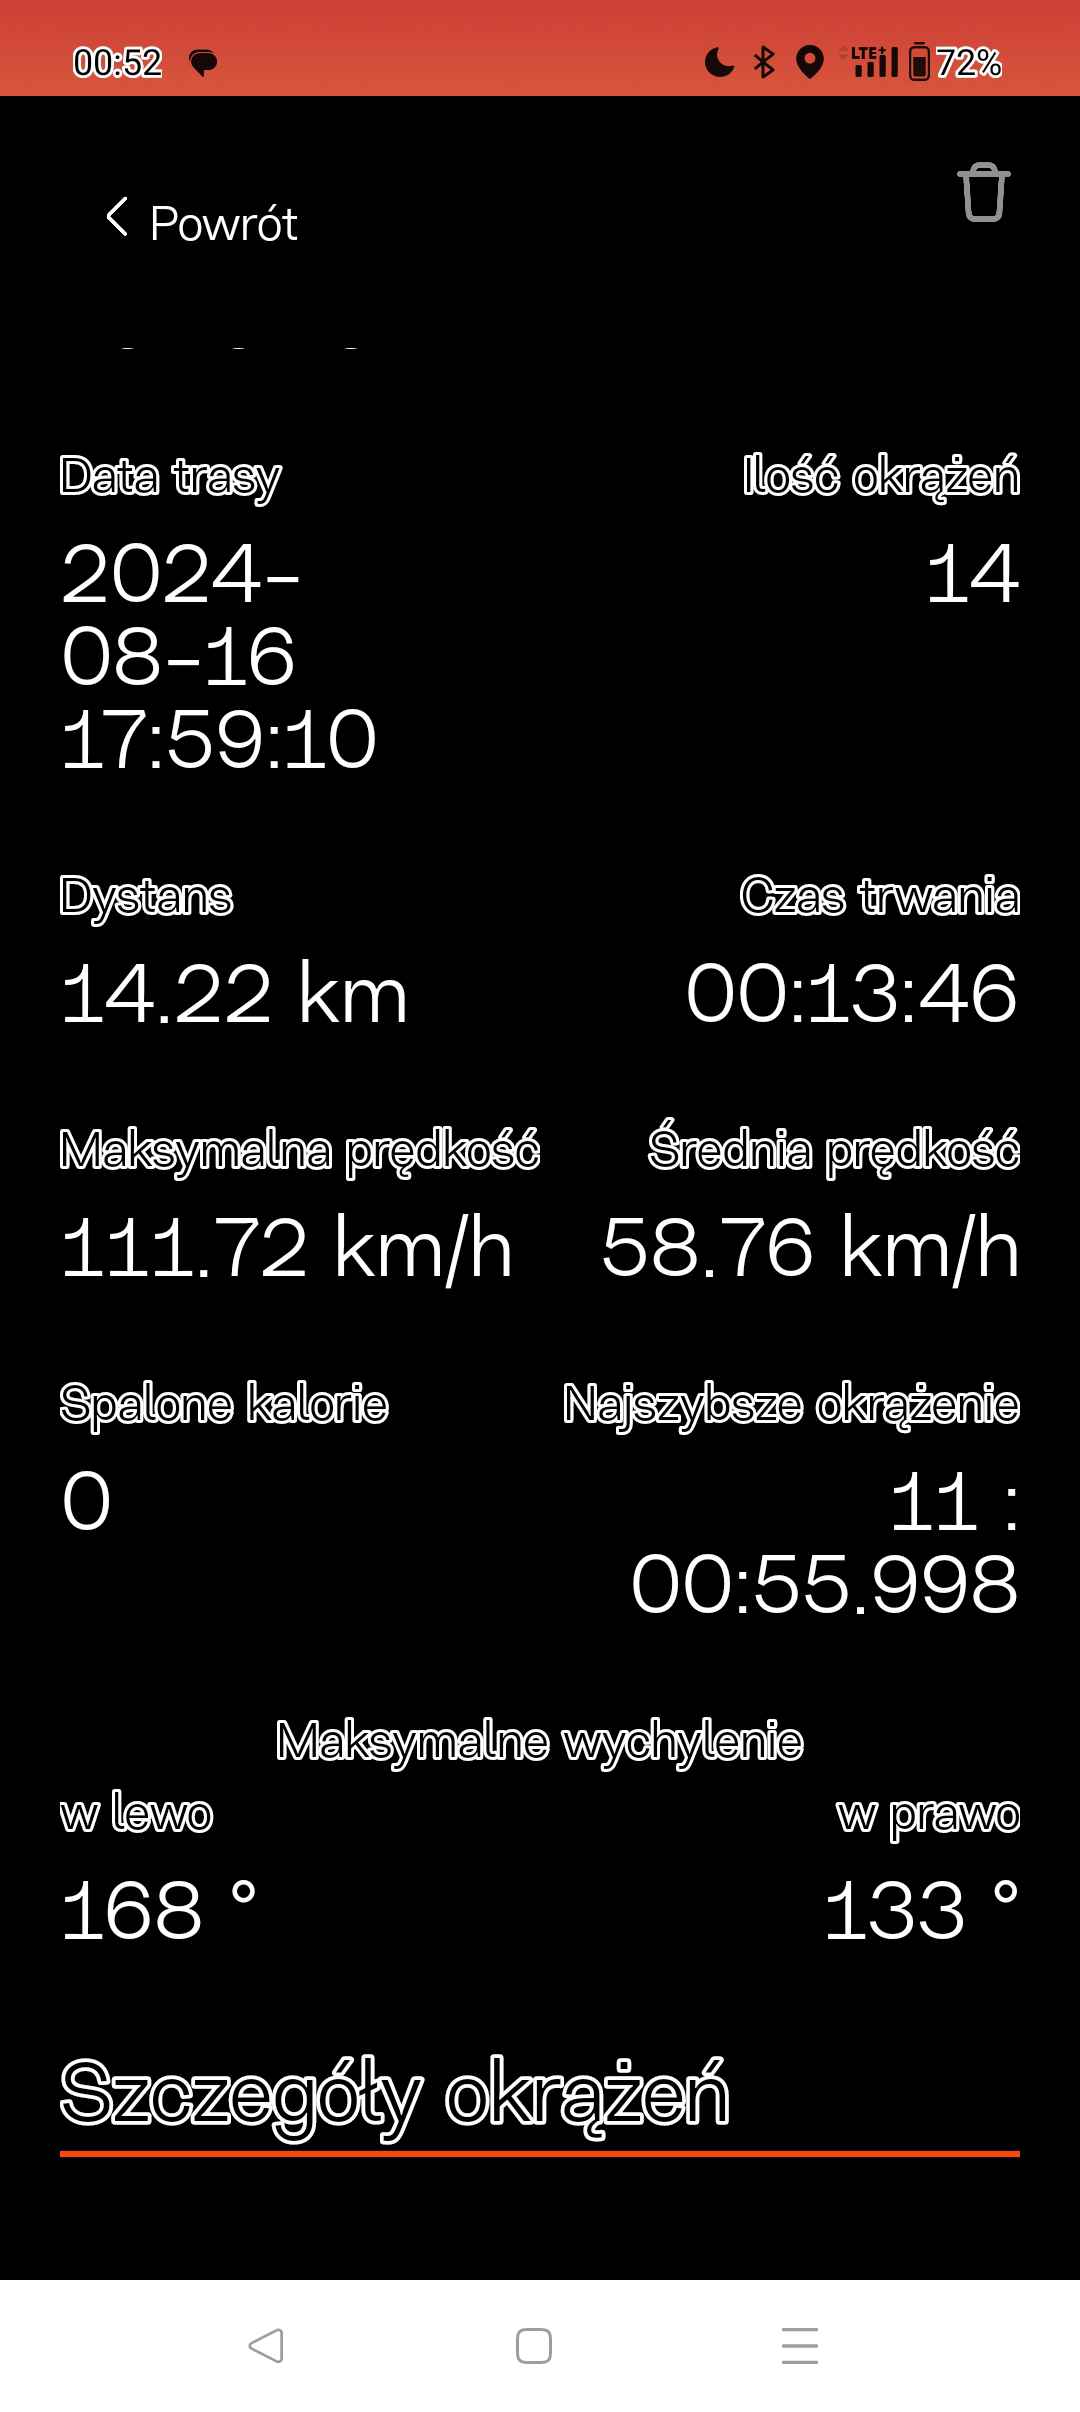 00:52 LTE+ 72%
Powrót
Data trasy Ilość okrążeń
2024- 14
08-16
17:59:10
Dystans Czas trwania
14.22 km 00:13:46
Maksymalna prędkość Średnia prędkość
111.72 km/h 58.76 km/h
Spalone kalorie Najszybsze okrążenie
0 11 :
00:55.998
Maksymalne wychylenie
w lewo w prawo
168 ° 133 °
Szczegóły okrążeń